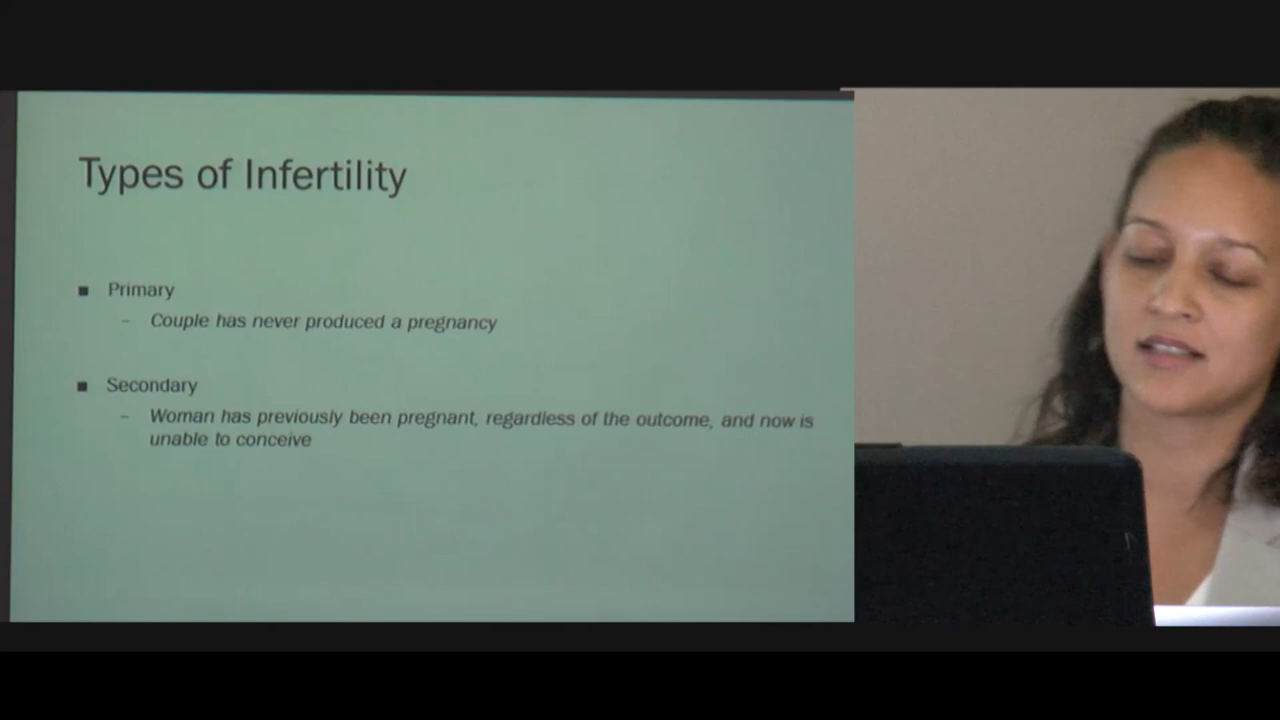 Types of Infertility
■ Primary
– Couple has never produced a pregnancy
■ Secondary
– Woman has previously been pregnant, regardless of the outcome, and now is
unable to conceive